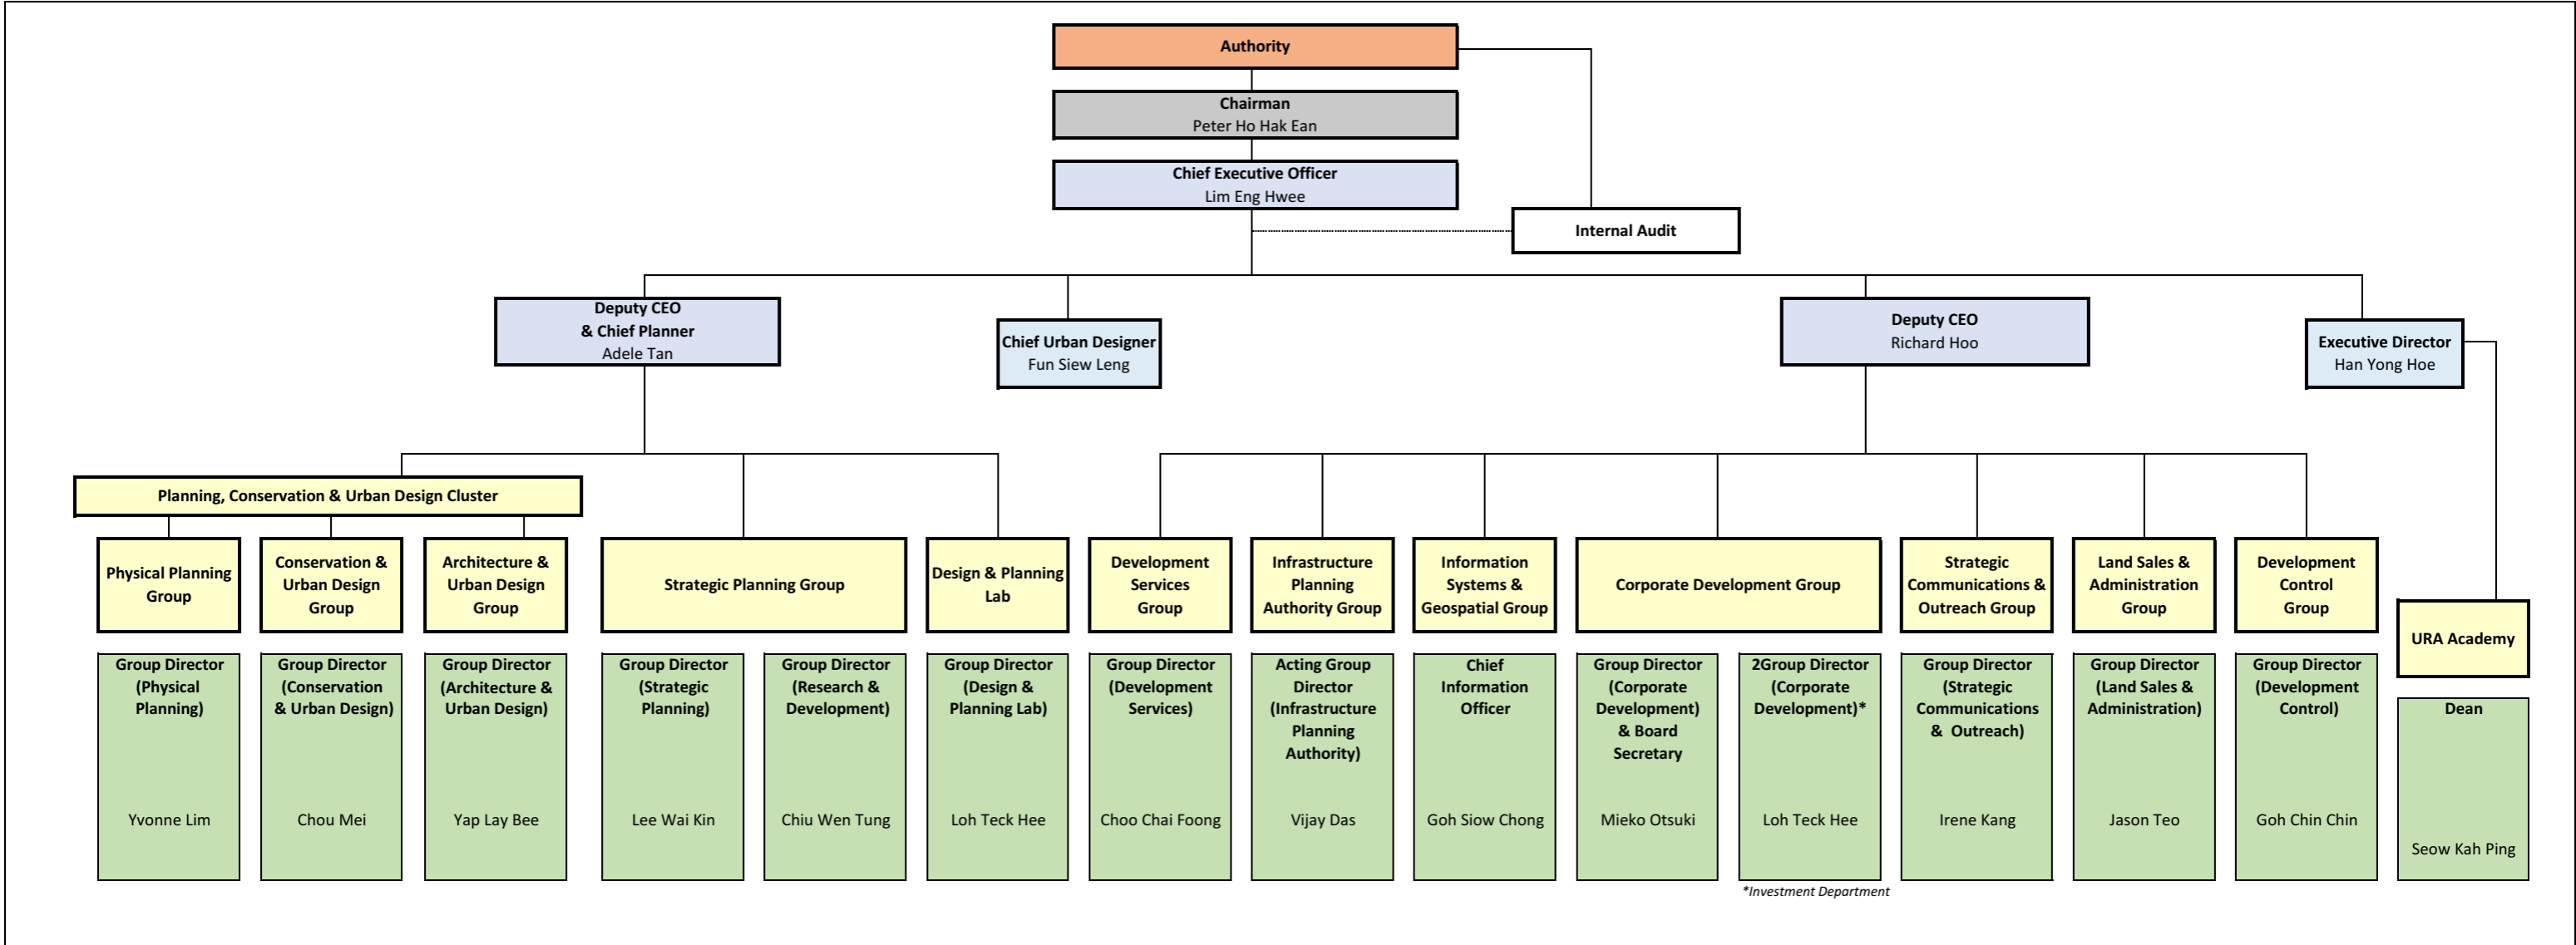 Authority
Chairman
Peter Ho Hak Ean
Chief Executive Officer
Lim Eng Hwee
Internal Audit
Deputy CEO
& Chief Planner
Adele Tan
Chief Urban Designer
Fun Siew Leng
Deputy CEO
Richard Hoo
Executive Director
Han Yong Hoe
Planning, Conservation & Urban Design Cluster
Physical Planning
Group
Conservation &
Urban Design
Group
Architecture &
Urban Design
Group
Strategic Planning Group
Design & Planning
Lab
Development
Services
Group
Infrastructure
Planning
Authority Group
Information
Systems &
Geospatial Group
Corporate Development Group
Strategic
Communications &
Outreach Group
Land Sales &
Administration
Group
Development
Control
Group
URA Academy
Group Director
(Physical
Planning)
Yvonne Lim
Group Director
(Conservation
& Urban Design)
Chou Mei
Group Director
(Architecture &
Urban Design)
Yap Lay Bee
Group Director
(Strategic
Planning)
Lee Wai Kin
Group Director
(Research &
Development)
Chiu Wen Tung
Group Director
(Design &
Planning Lab)
Loh Teck Hee
Group Director
(Development
Services)
Choo Chai Foong
Acting Group
Director
(Infrastructure
Planning
Authority)
Vijay Das
Chief
Information
Officer
Goh Siow Chong
Group Director
(Corporate
Development)
& Board
Secretary
Mieko Otsuki
2Group Director
(Corporate
Development)*
Loh Teck Hee
Group Director
(Strategic
Communications
& Outreach)
Irene Kang
Group Director
(Land Sales &
Administration)
Jason Teo
Group Director
(Development
Control)
Goh Chin Chin
Dean
Seow Kah Ping
*Investment Department